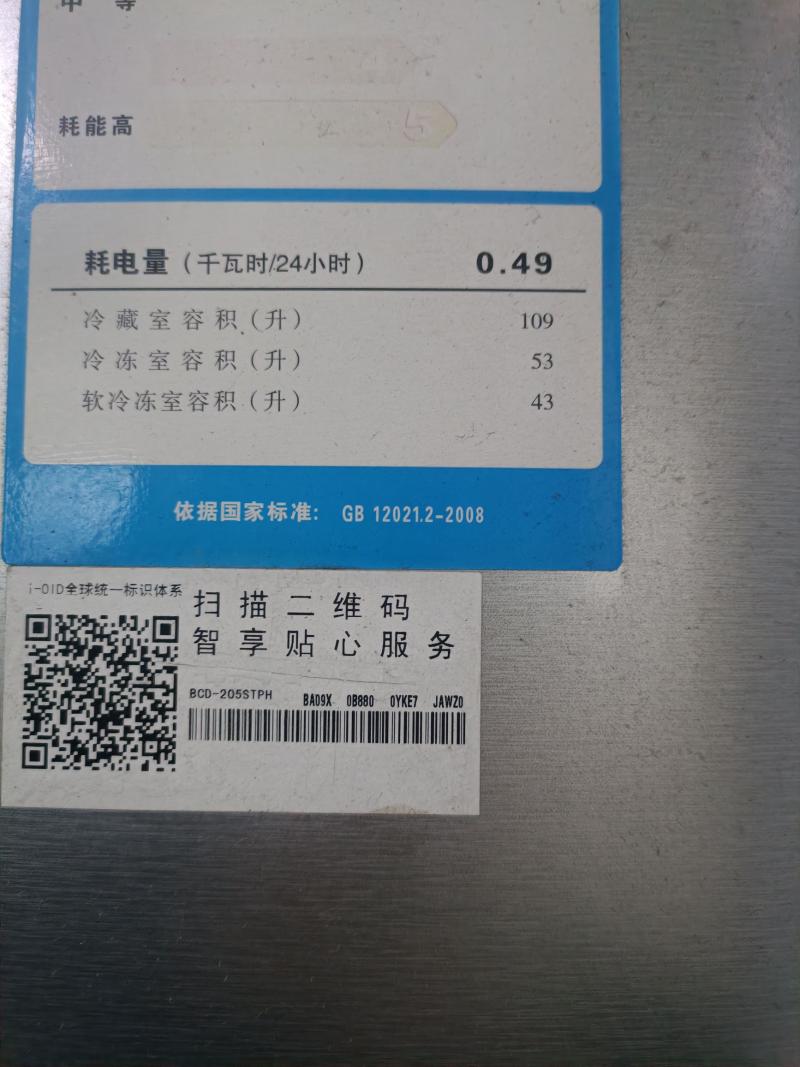 中 等
耗能高 5
耗电量（千瓦时/24小时） 0.49
冷藏室容积（升） 109
冷冻室容积（升） 53
软冷冻室容积（升） 43
依据国家标准: GB 12021.2-2008
i-OID全球统一标识体系
扫描二维码
智享贴心服务
BCD-205STPH BA09X 0B880 0YKE7 JAWZ0